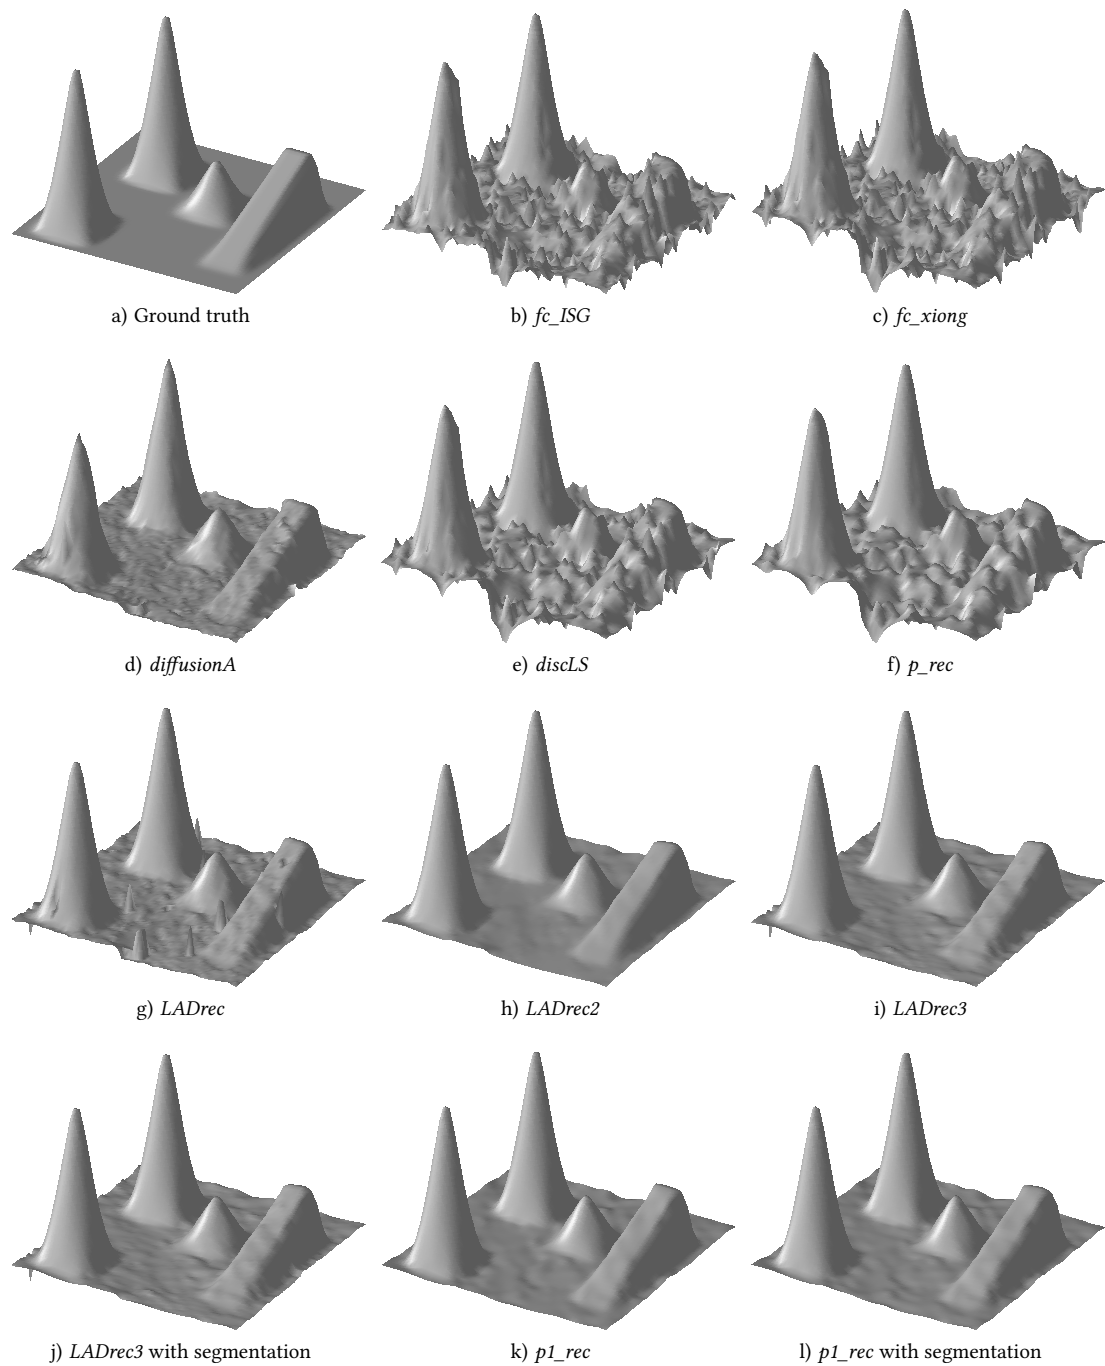 a) Ground truth
b) fc_ISG
c) fc_xiong
d) diffusionA
e) discLS
f) p_rec
g) LADrec
h) LADrec2
i) LADrec3
j) LADrec3 with segmentation
k) p1_rec
l) p1_rec with segmentation